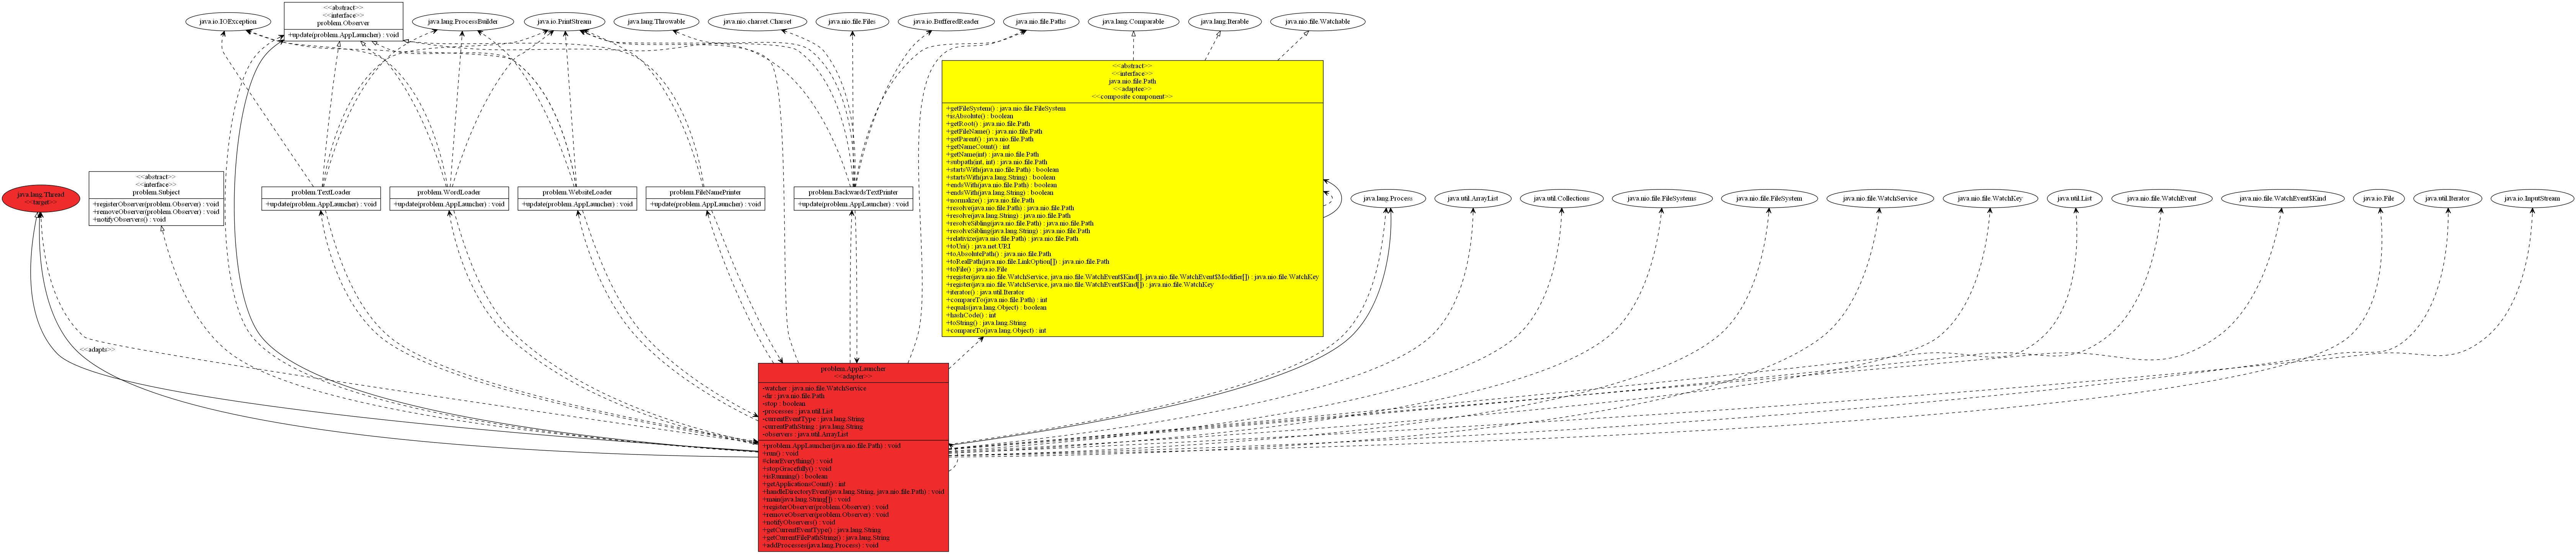 java.io.IOException
<<abstract>>
<<interface>>
problem.Observer
+update(problem.AppLauncher) : void
java.lang.ProcessBuilder
java.io.PrintStream
java.lang.Throwable
java.nio.charset.Charset
java.nio.file.Files
java.io.BufferedReader
java.nio.file.Paths
java.lang.Comparable
java.lang.Iterable
java.nio.file.Watchable
<<abstract>>
<<interface>>
java.nio.file.Path
<<adaptee>>
<<composite component>>
+getFileSystem() : java.nio.file.FileSystem
+isAbsolute() : boolean
+getRoot() : java.nio.file.Path
+getFileName() : java.nio.file.Path
+getParent() : java.nio.file.Path
+getNameCount() : int
+getName(int) : java.nio.file.Path
+subpath(int, int) : java.nio.file.Path
+startsWith(java.nio.file.Path) : boolean
+startsWith(java.lang.String) : boolean
+endsWith(java.nio.file.Path) : boolean
+endsWith(java.lang.String) : boolean
+normalize() : java.nio.file.Path
+resolve(java.nio.file.Path) : java.nio.file.Path
+resolve(java.lang.String) : java.nio.file.Path
+resolveSibling(java.nio.file.Path) : java.nio.file.Path
+resolveSibling(java.lang.String) : java.nio.file.Path
+relativize(java.nio.file.Path) : java.nio.file.Path
+toUri() : java.net.URI
+toAbsolutePath() : java.nio.file.Path
+toRealPath(java.nio.file.LinkOption[]) : java.nio.file.Path
+toFile() : java.io.File
+register(java.nio.file.WatchService, java.nio.file.WatchEvent$Kind[], java.nio.file.WatchEvent$Modifier[]) : java.nio.file.WatchKey
+register(java.nio.file.WatchService, java.nio.file.WatchEvent$Kind[]) : java.nio.file.WatchKey
+iterator() : java.util.Iterator
+compareTo(java.nio.file.Path) : int
+equals(java.lang.Object) : boolean
+hashCode() : int
+toString() : java.lang.String
+compareTo(java.lang.Object) : int
java.lang.Thread
<<target>>
<<abstract>>
<<interface>>
problem.Subject
+registerObserver(problem.Observer) : void
+removeObserver(problem.Observer) : void
+notifyObservers() : void
problem.TextLoader
+update(problem.AppLauncher) : void
problem.WordLoader
+update(problem.AppLauncher) : void
problem.WebsiteLoader
+update(problem.AppLauncher) : void
problem.FileNamePrinter
+update(problem.AppLauncher) : void
problem.BackwardsTextPrinter
+update(problem.AppLauncher) : void
java.lang.Process
java.util.ArrayList
java.util.Collections
java.nio.file.FileSystems
java.nio.file.FileSystem
java.nio.file.WatchService
java.nio.file.WatchKey
java.util.List
java.nio.file.WatchEvent
java.nio.file.WatchEvent$Kind
java.io.File
java.util.Iterator
java.io.InputStream
<<adapts>>
problem.AppLauncher
<<adapter>>
-watcher : java.nio.file.WatchService
-dir : java.nio.file.Path
-stop : boolean
-processes : java.util.List
-currentEventType : java.lang.String
-currentPathString : java.lang.String
-observers : java.util.ArrayList
+problem.AppLauncher(java.nio.file.Path) : void
+run() : void
#clearEverything() : void
+stopGracefully() : void
+isRunning() : boolean
+getApplicationsCount() : int
+handleDirectoryEvent(java.lang.String, java.nio.file.Path) : void
+main(java.lang.String[]) : void
+registerObserver(problem.Observer) : void
+removeObserver(problem.Observer) : void
+notifyObservers() : void
+getCurrentEventType() : java.lang.String
+getCurrentFilePathString() : java.lang.String
+addProcesses(java.lang.Process) : void